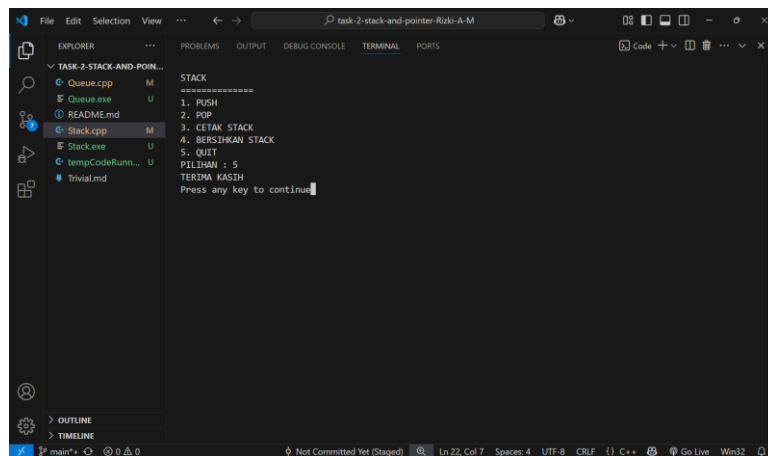 File Edit Selection View ... task-2-stack-and-pointer-Rizki-A-M
EXPLORER ...
TASK-2-STACK-AND-POIN...
Queue.cpp M
Queue.exe U
README.md
Stack.cpp M
Stack.exe U
tempCodeRunn... U
Trivial.md
OUTLINE
TIMELINE
PROBLEMS OUTPUT DEBUG CONSOLE TERMINAL PORTS
Code
STACK
==============
1. PUSH
2. POP
3. CETAK STACK
4. BERSIHKAN STACK
5. QUIT
PILIHAN : 5
TERIMA KASIH
Press any key to continue
main*+ 0 0 Not Committed Yet (Staged) Ln 22, Col 7 Spaces: 4 UTF-8 CRLF {} C++ Go Live Win32